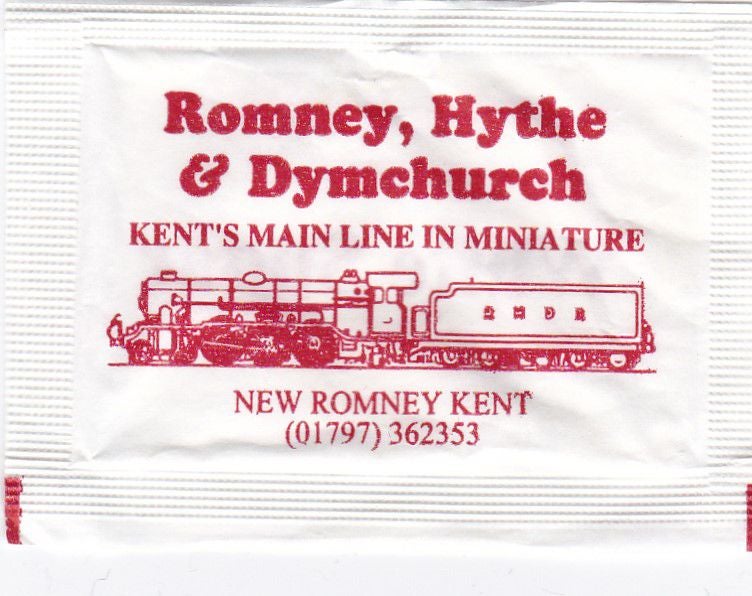 Romney, Hythe
& Dymchurch
KENT'S MAIN LINE IN MINIATURE
R H D R
NEW ROMNEY KENT
(01797) 362353